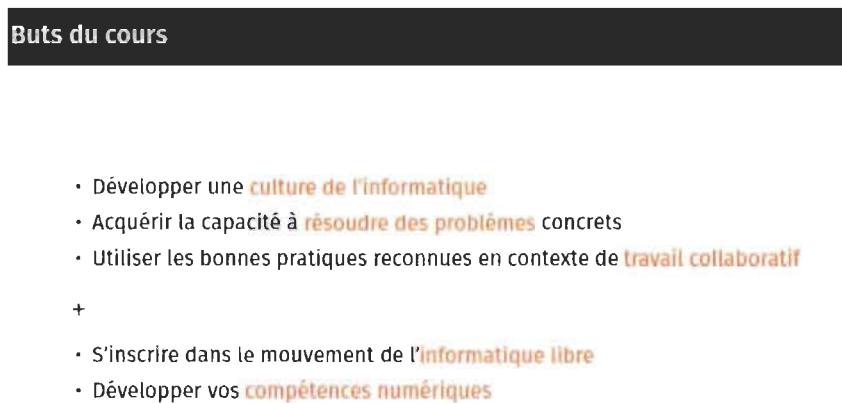 Buts du cours
• Développer une culture de l'informatique
• Acquérir la capacité à résoudre des problèmes concrets
• Utiliser les bonnes pratiques reconnues en contexte de travail collaboratif
+
• S'inscrire dans le mouvement de l'informatique libre
• Développer vos compétences numériques